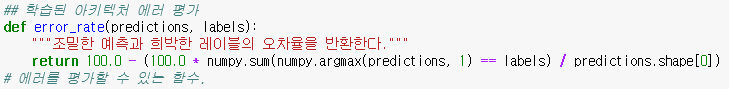 ## 학습된 아키텍처 에러 평가
def error_rate(predictions, labels):
    """조밀한 예측과 희박한 레이블의 오차율을 반환한다."""
    return 100.0 - (100.0 * numpy.sum(numpy.argmax(predictions, 1) == labels) / predictions.shape[0])
# 에러를 평가할 수 있는 함수.